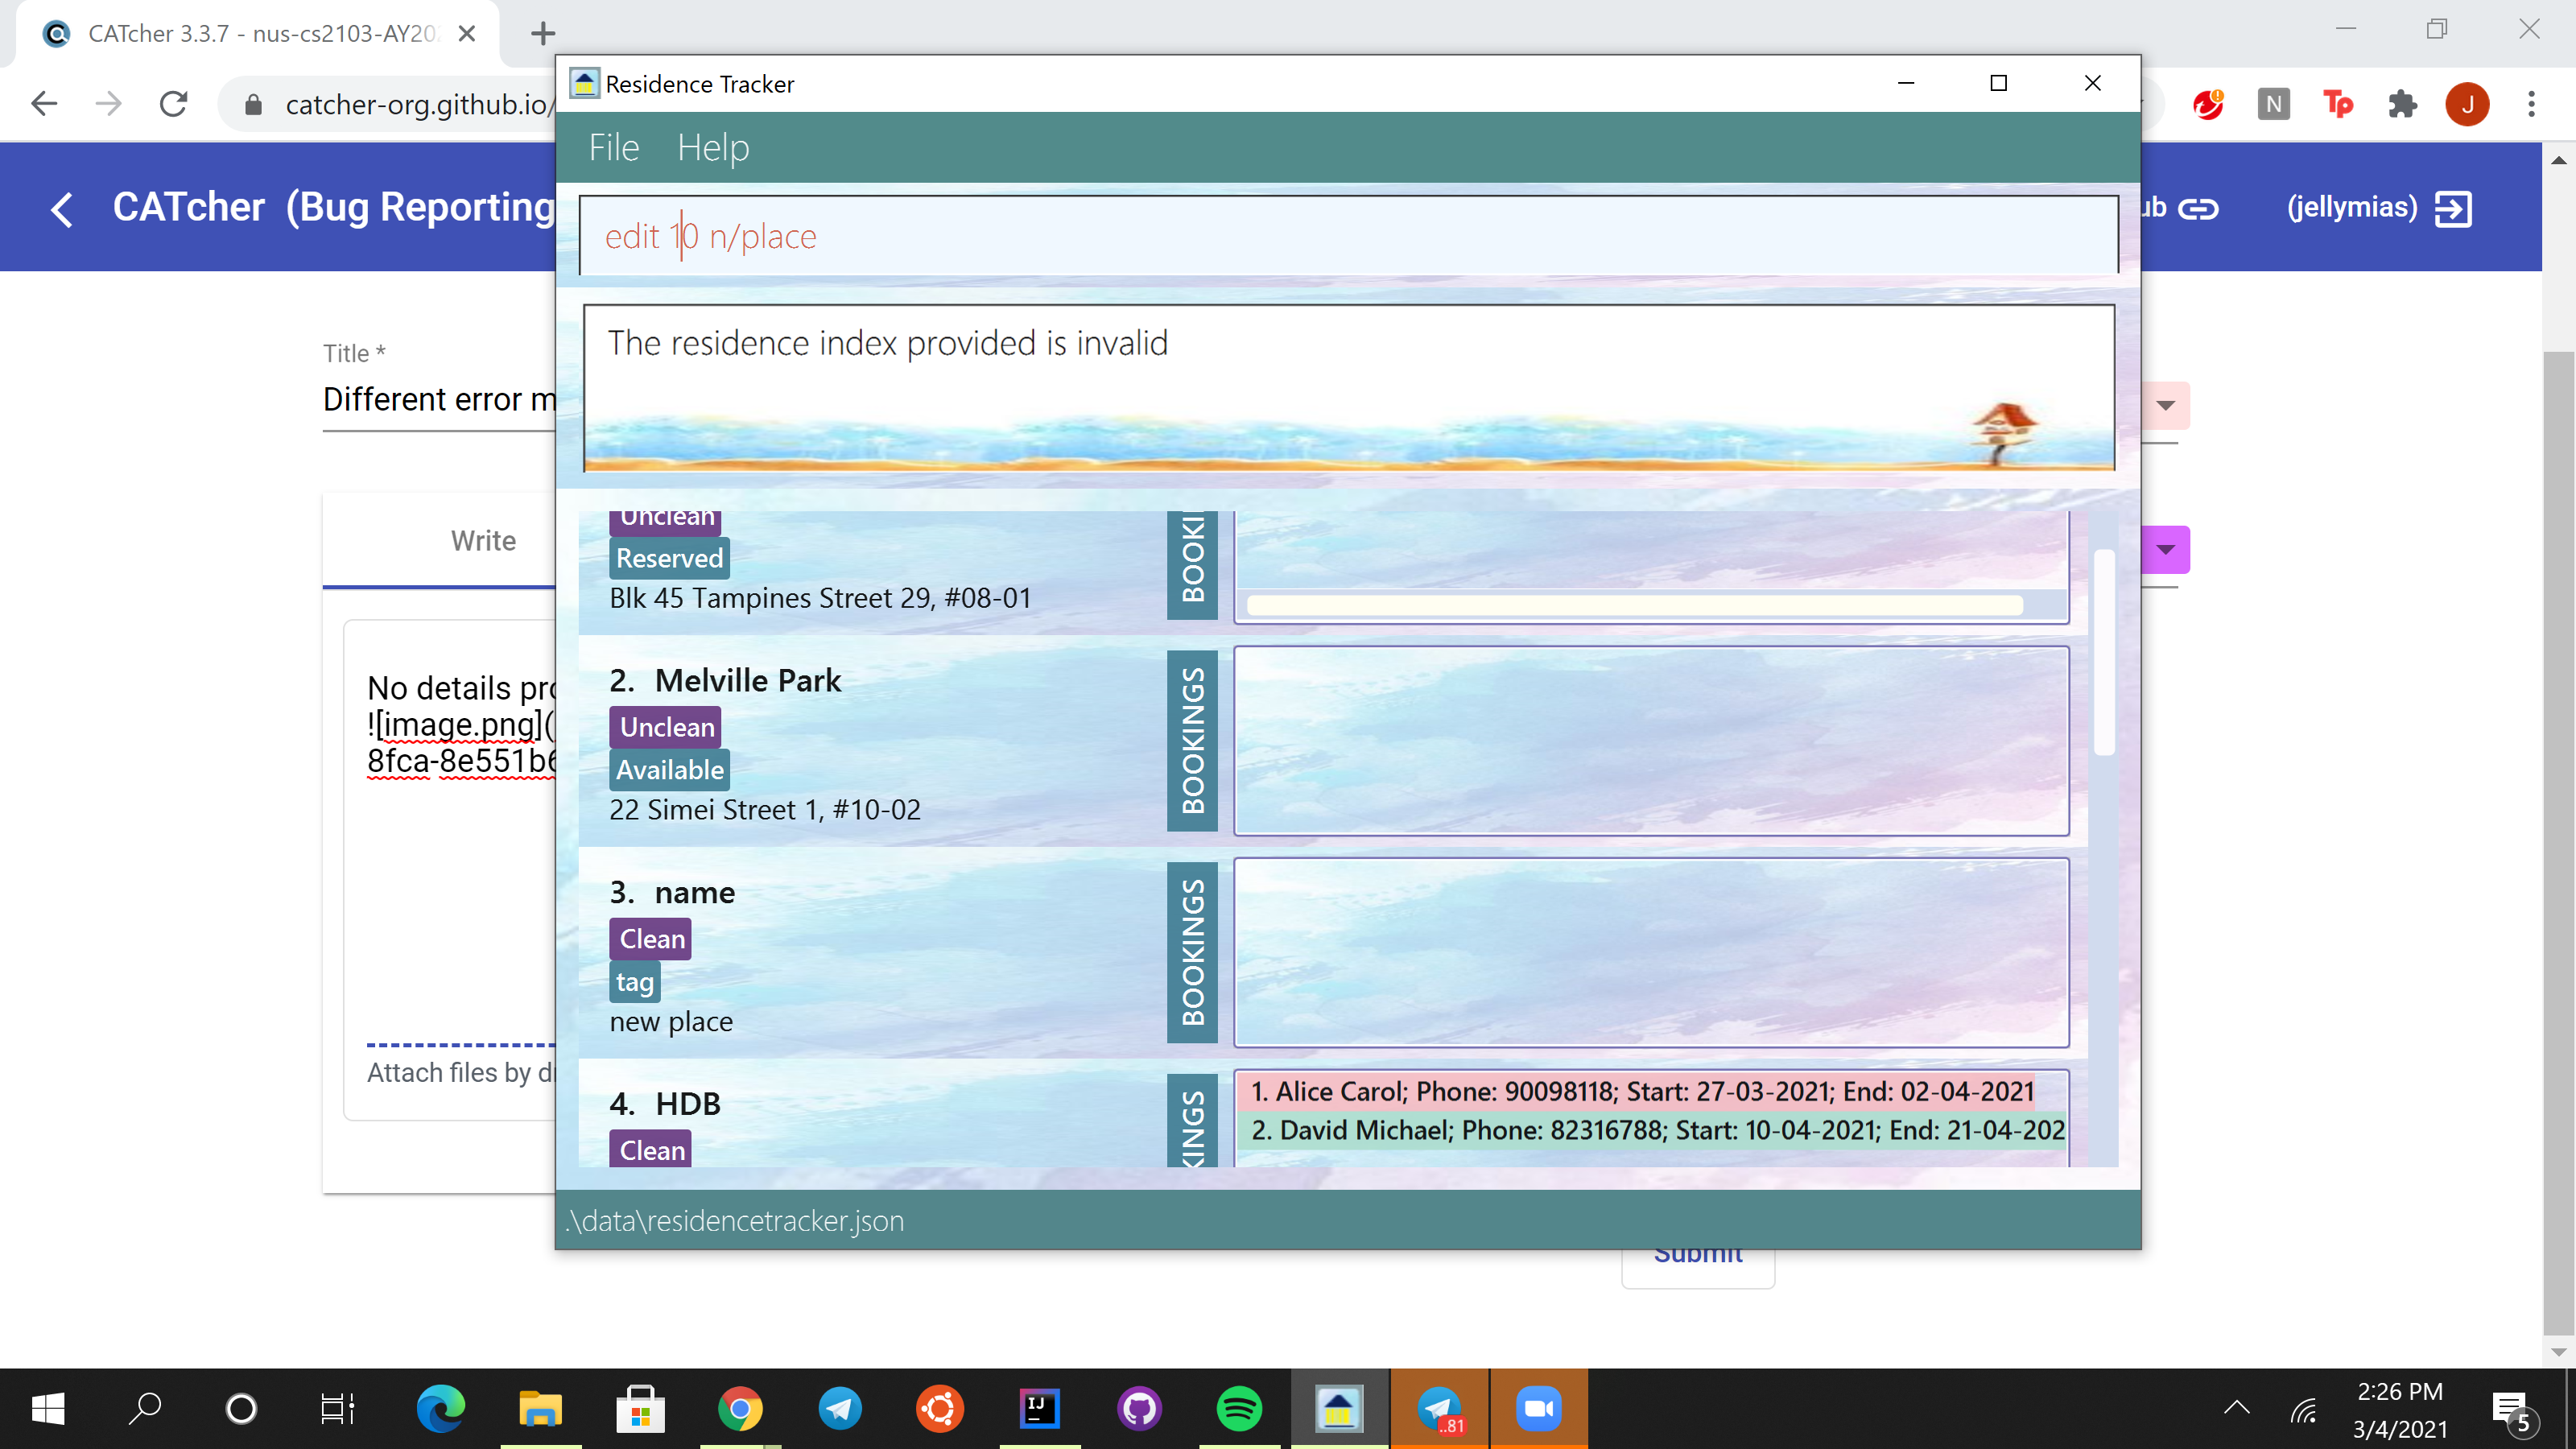 CATcher 3.3.7 - nus-cs2103-AY20
catcher-org.github.io/
Residence Tracker
N
Tp
J
File Help
CATcher (Bug Reporting
ub
(jellymias)
edit 10 n/place
The residence index provided is invalid
Title *
Different error m
Write
No details pro
![image.png](
8fca-8e551b6
Attach files by d
Unclean
Reserved
Blk 45 Tampines Street 29, #08-01
BOOKI
2. Melville Park
Unclean
Available
22 Simei Street 1, #10-02
BOOKINGS
3. name
Clean
tag
new place
BOOKINGS
4. HDB
Clean
KINGS
1. Alice Carol; Phone: 90098118; Start: 27-03-2021; End: 02-04-2021
2. David Michael; Phone: 82316788; Start: 10-04-2021; End: 21-04-202
.\data\residencetracker.json
Submit
IJ
..81
2:26 PM
3/4/2021
5